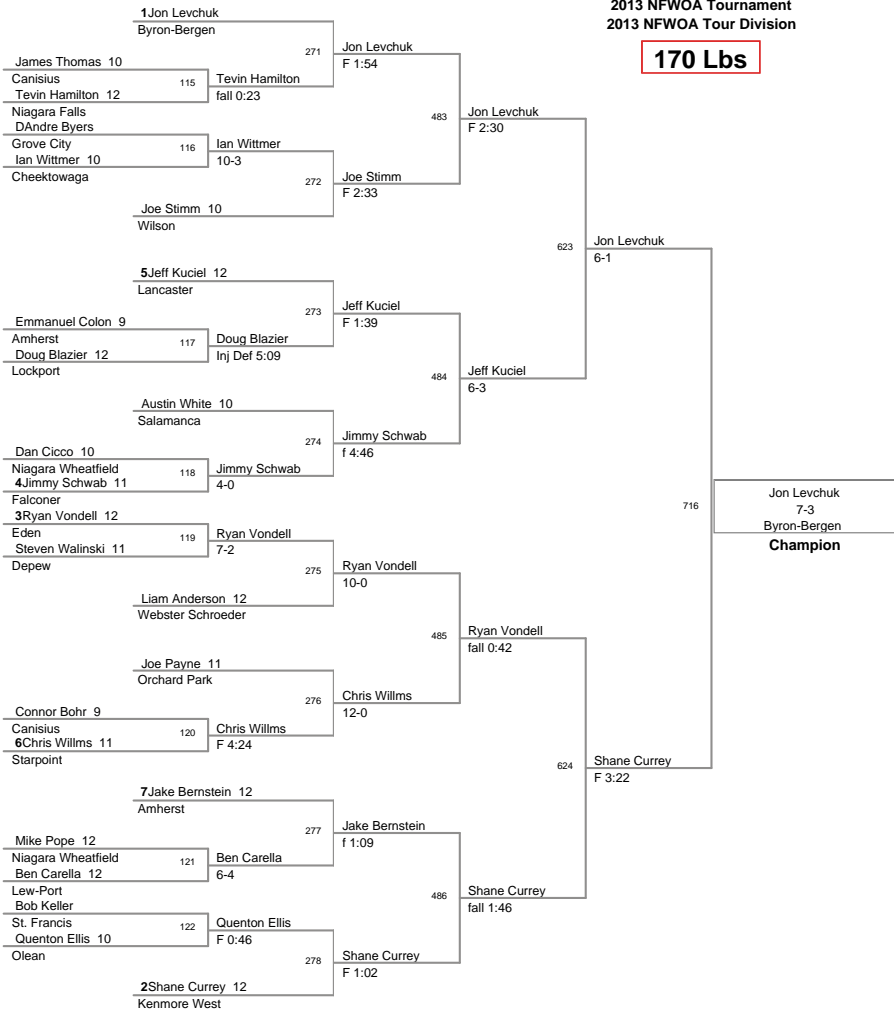 2013 NFWOA Tournament
2013 NFWOA Tour Division
170 Lbs
1Jon Levchuk
Byron-Bergen
James Thomas 10
Canisius
Tevin Hamilton 12
Niagara Falls
DAndre Byers
Grove City
Ian Wittmer 10
Cheektowaga
Joe Stimm 10
Wilson
5Jeff Kuciel 12
Lancaster
Emmanuel Colon 9
Amherst
Doug Blazier 12
Lockport
Austin White 10
Salamanca
Dan Cicco 10
Niagara Wheatfield
4Jimmy Schwab 11
Falconer
3Ryan Vondell 12
Eden
Steven Walinski 11
Depew
Liam Anderson 12
Webster Schroeder
Joe Payne 11
Orchard Park
Connor Bohr 9
Canisius
6Chris Willms 11
Starpoint
7Jake Bernstein 12
Amherst
Mike Pope 12
Niagara Wheatfield
Ben Carella 12
Lew-Port
Bob Keller
St. Francis
Quenton Ellis 10
Olean
2Shane Currey 12
Kenmore West
115
Tevin Hamilton
fall 0:23
116
Ian Wittmer
10-3
117
Doug Blazier
Inj Def 5:09
118
Jimmy Schwab
4-0
119
Ryan Vondell
7-2
120
Chris Willms
F 4:24
121
Ben Carella
6-4
122
Quenton Ellis
F 0:46
271
Jon Levchuk
F 1:54
272
Joe Stimm
F 2:33
273
Jeff Kuciel
F 1:39
274
Jimmy Schwab
f 4:46
275
Ryan Vondell
10-0
276
Chris Willms
12-0
277
Jake Bernstein
f 1:09
278
Shane Currey
F 1:02
483
Jon Levchuk
F 2:30
484
Jeff Kuciel
6-3
485
Ryan Vondell
fall 0:42
486
Shane Currey
fall 1:46
623
Jon Levchuk
6-1
624
Shane Currey
F 3:22
716
Jon Levchuk
7-3
Byron-Bergen
Champion